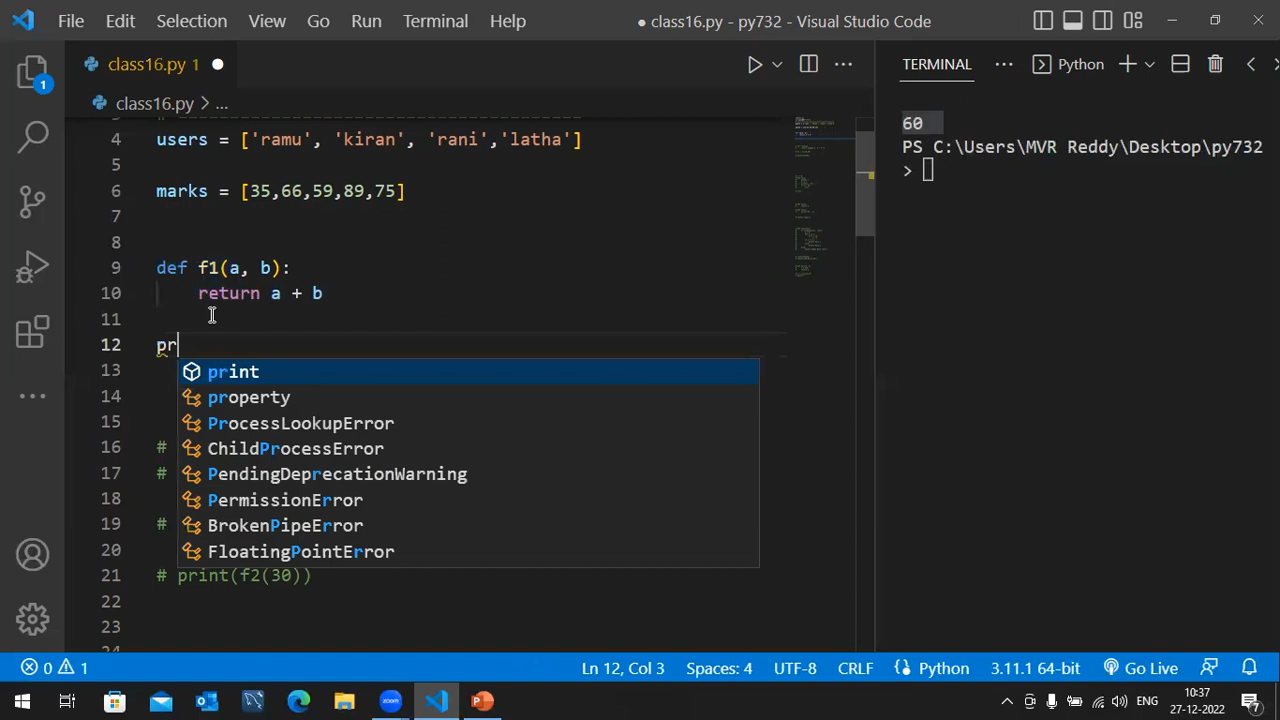 File Edit Selection View Go Run Terminal Help
● class16.py - py732 - Visual Studio Code
class16.py 1 ●
TERMINAL ··· Python
1
class16.py > ...
4 users = ['ramu', 'kiran', 'rani','latha']
5
6 marks = [35,66,59,89,75]
7
8
9 def f1(a, b):
10 return a + b
11
12 pr
13
14
15
16 #
17 #
18
19 #
20
21 # print(f2(30))
22
23
24
print
property
ProcessLookupError
ChildProcessError
PendingDeprecationWarning
PermissionError
BrokenPipeError
FloatingPointError
60
PS C:\Users\MVR Reddy\Desktop\py732
>
0 1 Ln 12, Col 3 Spaces: 4 UTF-8 CRLF Python 3.11.1 64-bit Go Live
zoom
ENG 10:37
27-12-2022 7